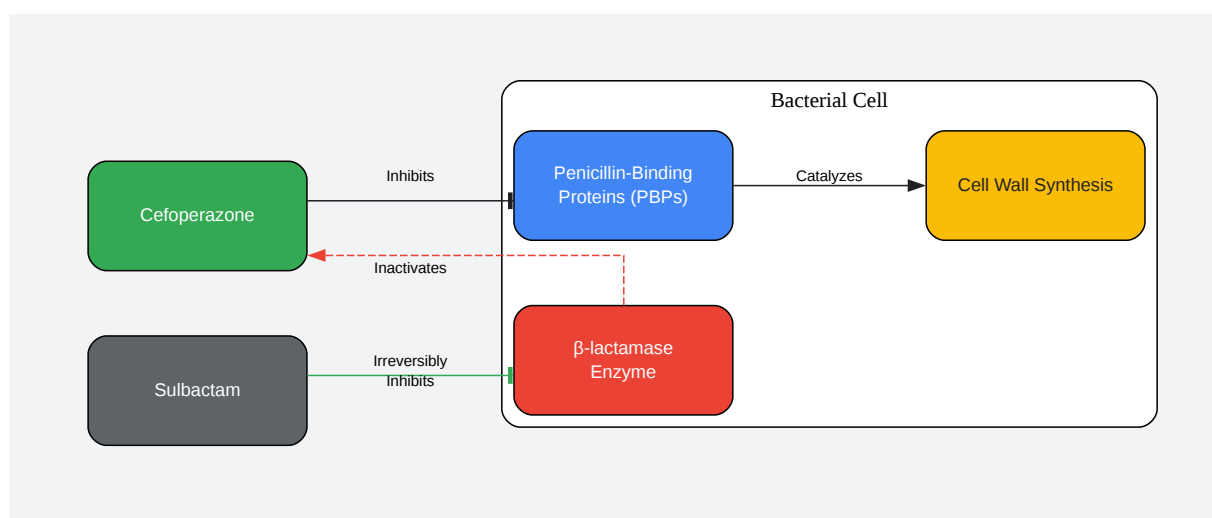 Bacterial Cell
Cefoperazone
Inhibits
Penicillin-Binding
Proteins (PBPs)
Catalyzes
Cell Wall Synthesis
Inactivates
Sulbactam
Irreversibly
Inhibits
β-lactamase
Enzyme